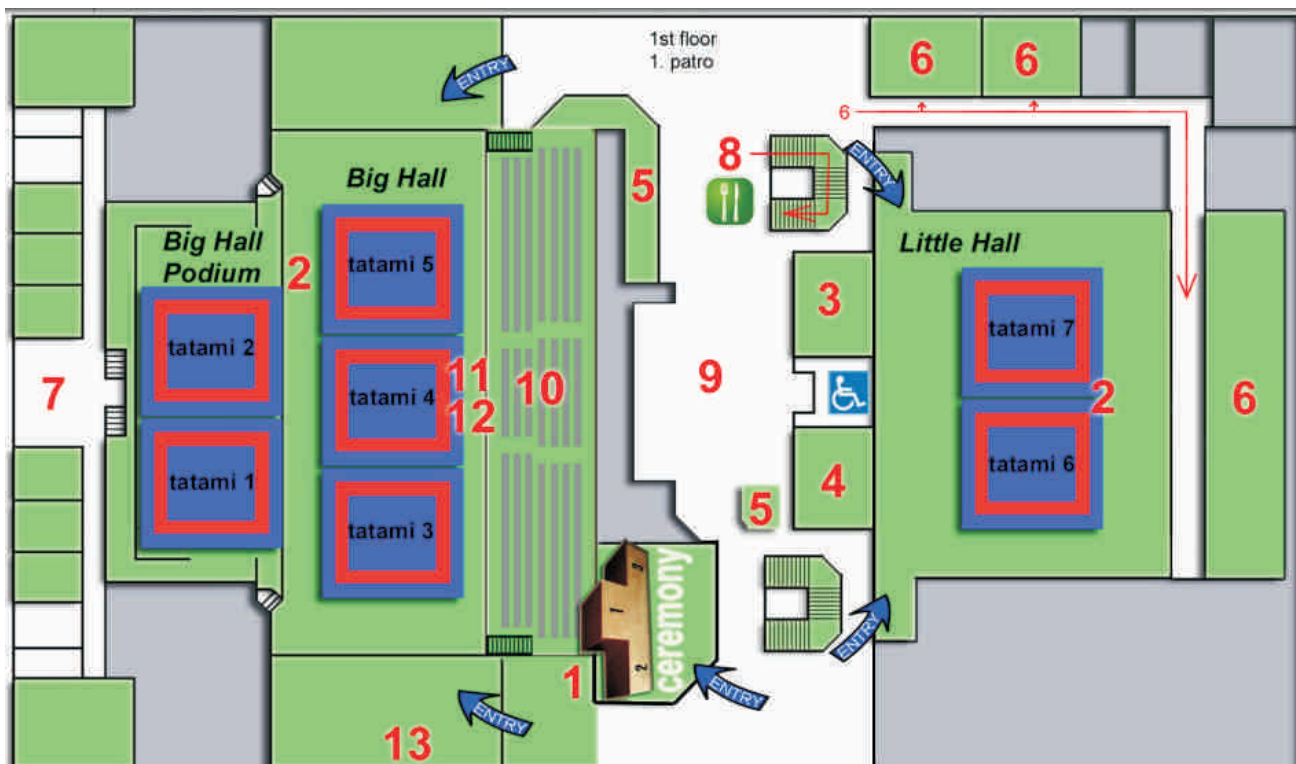 1st floor
1. patro
ENTRY
6
6
6
8
ENTRY
Big Hall
5
Big Hall
Podium
2
tatami 5
Little Hall
3
tatami 7
tatami 2
7
11
tatami 4
12
10
9
2
6
tatami 1
tatami 3
5
4
tatami 6
ceremony
3
1
2
1
ENTRY
ENTRY
ENTRY
13